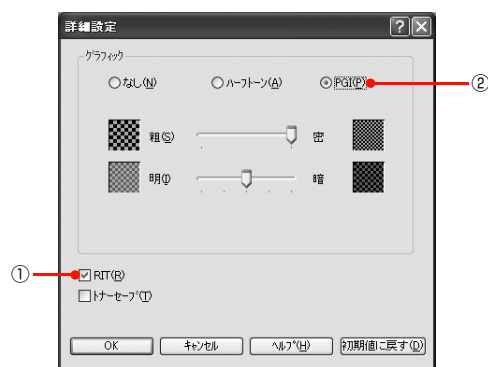 詳細設定
グラフィック
なし(N) ハーフトーン(A) PGI(P) ②
粗(S) 密
明(I) 暗
① RIT(R)
トナーセーブ(T)
OK キャンセル ヘルプ(H) 初期値に戻す(D)